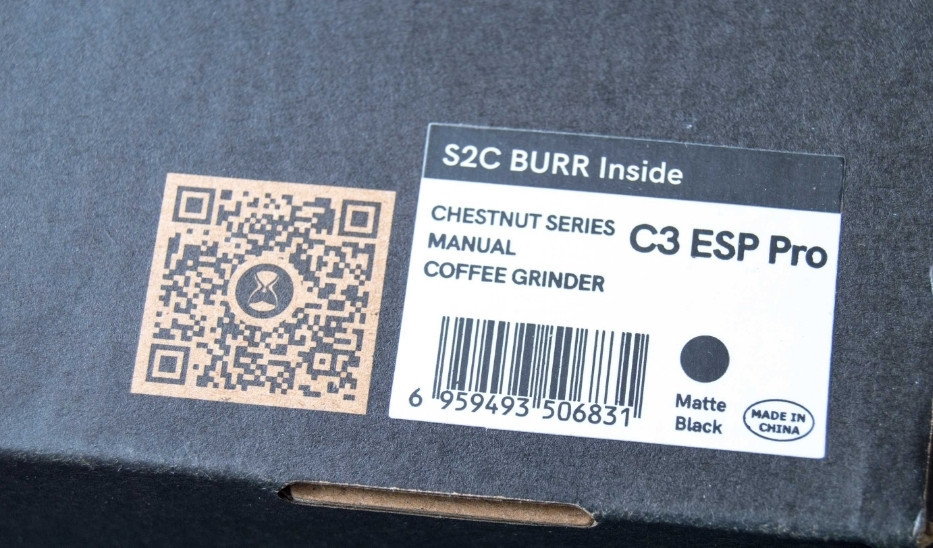 S2C BURR Inside
CHESTNUT SERIES
MANUAL
COFFEE GRINDER
C3 ESP Pro
6 959493 506831
Matte
Black
MADE IN
CHINA